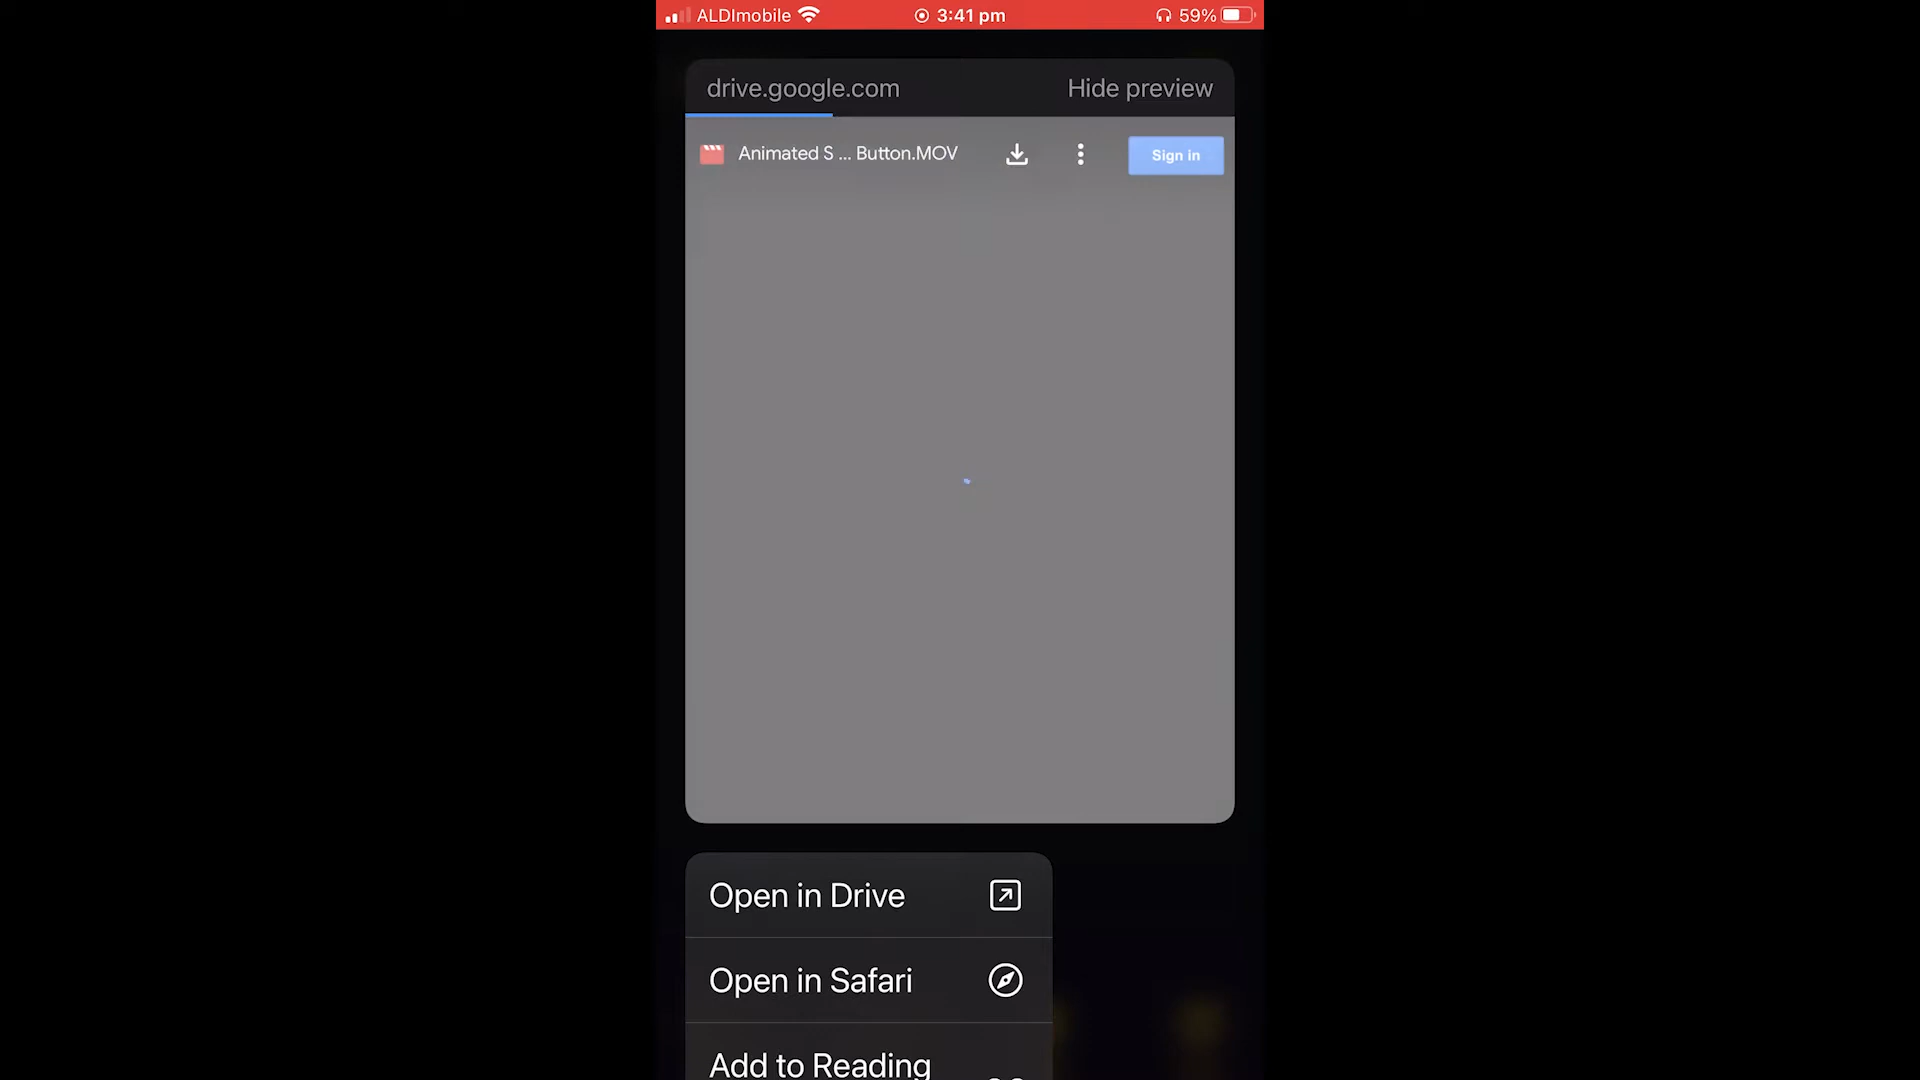 ALDImobile 3:41 pm 59%
drive.google.com Hide preview
Animated S ... Button.MOV Sign in
Open in Drive
Open in Safari
Add to Reading